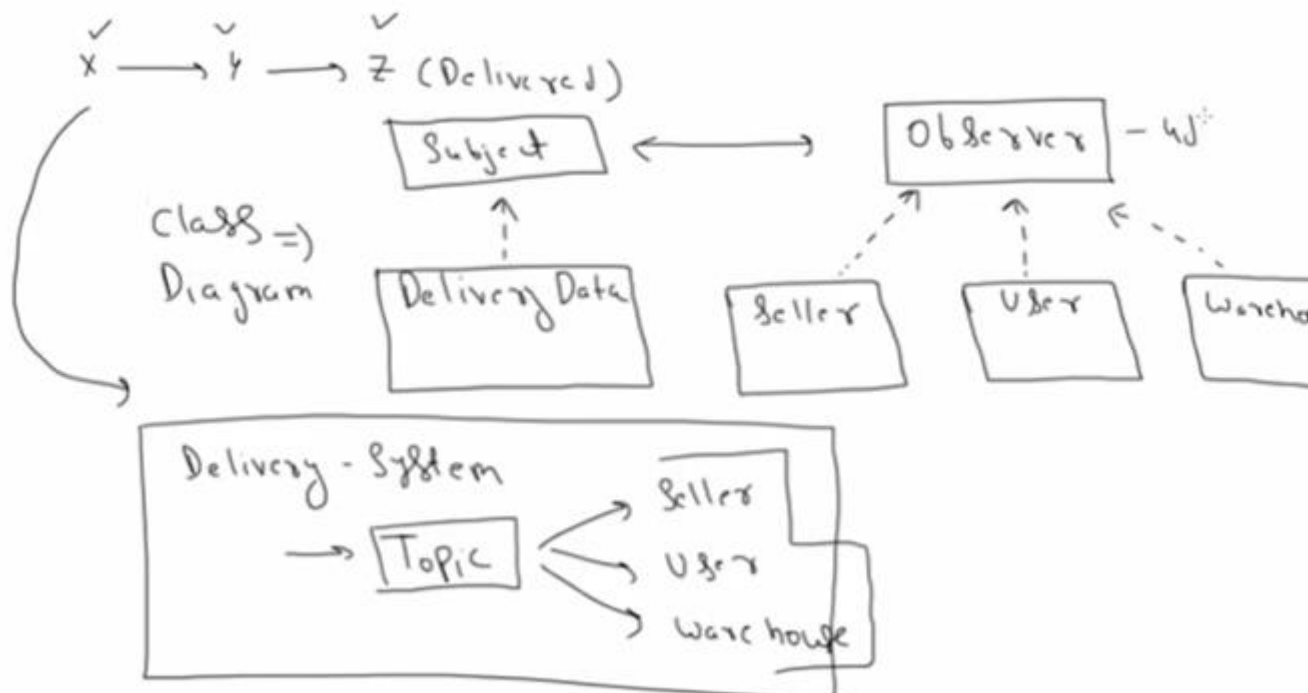 X → Y → Z (Delivered)
Subject
Observer
Class ⇒
Diagram
Delivery Data
Seller
User
Delivery - System
Topic
Seller
User
Warehouse